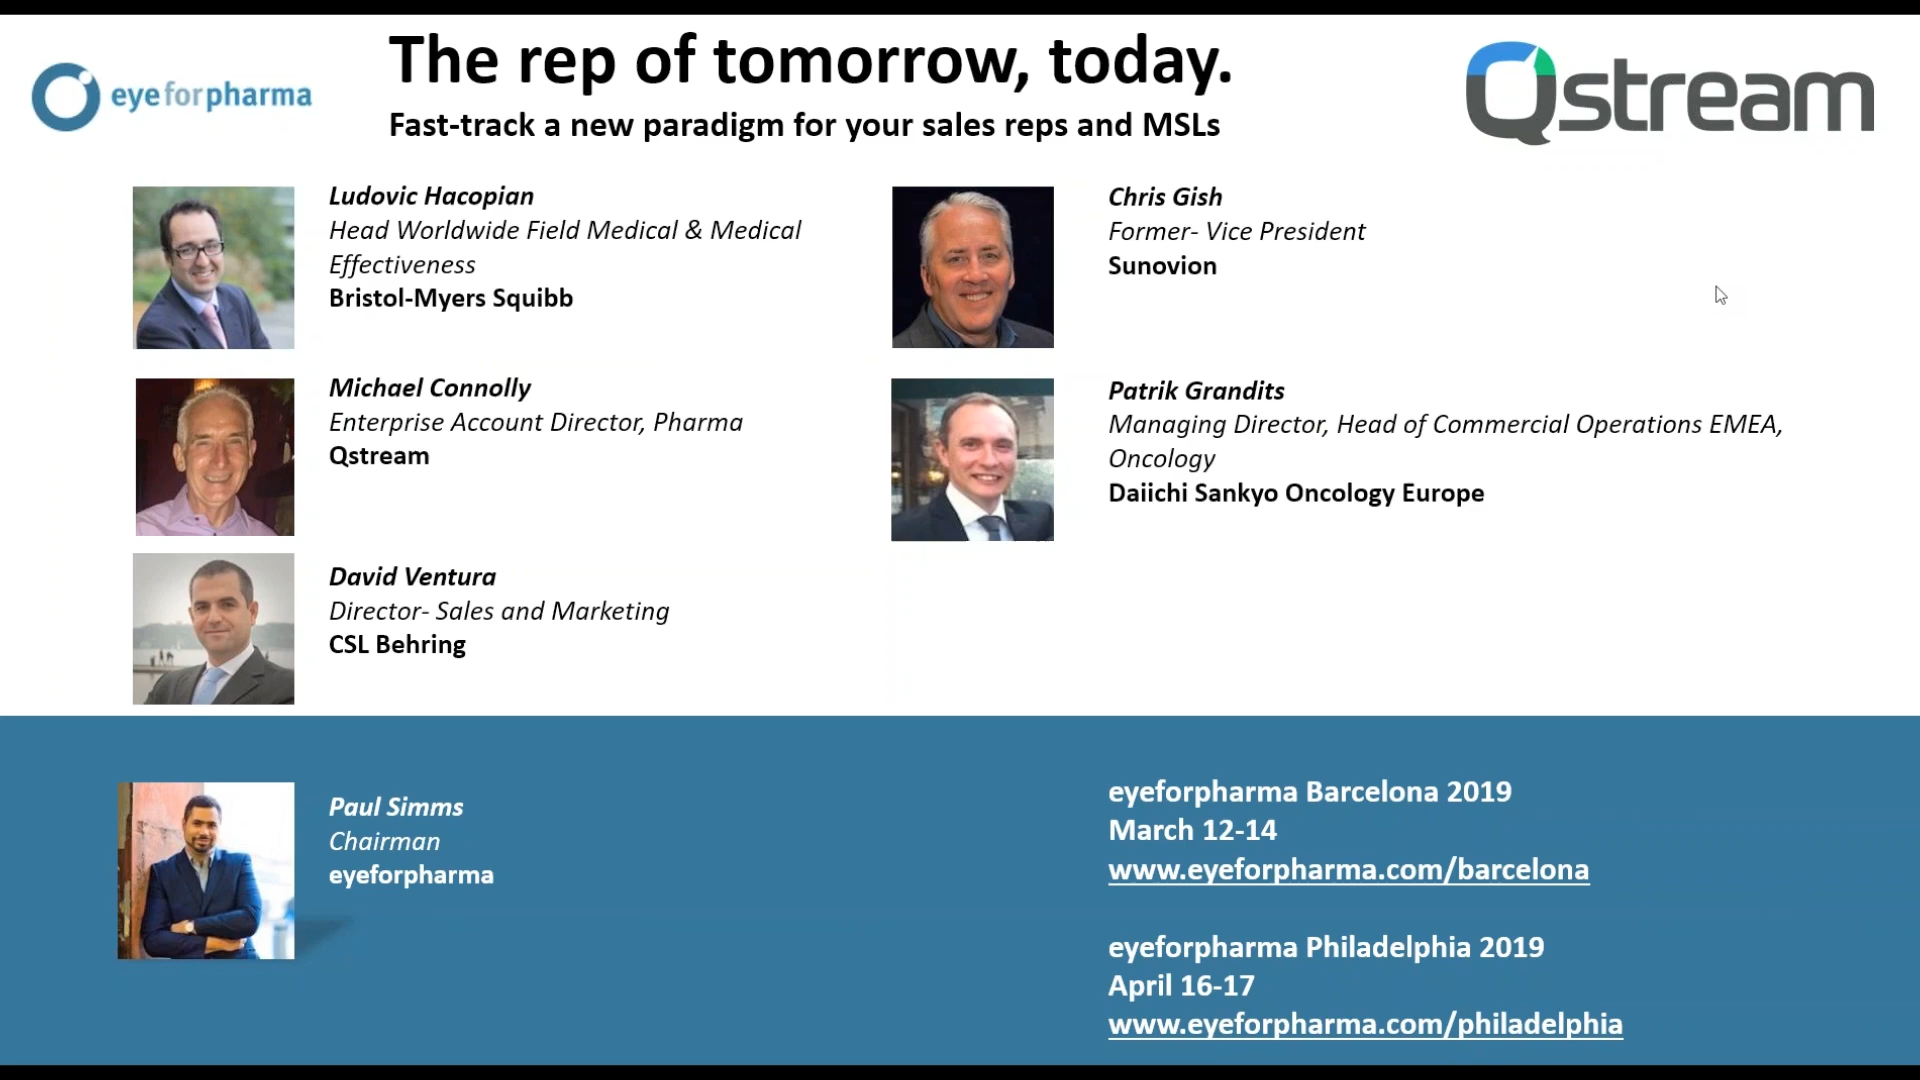 The rep of tomorrow, today.
Fast-track a new paradigm for your sales reps and MSLs
eyeforpharma
Qstream
Ludovic Hacopian
Head Worldwide Field Medical & Medical
Effectiveness
Bristol-Myers Squibb
Chris Gish
Former- Vice President
Sunovion
Michael Connolly
Enterprise Account Director, Pharma
Qstream
Patrik Grandits
Managing Director, Head of Commercial Operations EMEA,
Oncology
Daiichi Sankyo Oncology Europe
David Ventura
Director- Sales and Marketing
CSL Behring
Paul Simms
Chairman
eyeforpharma
eyeforpharma Barcelona 2019
March 12-14
www.eyeforpharma.com/barcelona
eyeforpharma Philadelphia 2019
April 16-17
www.eyeforpharma.com/philadelphia